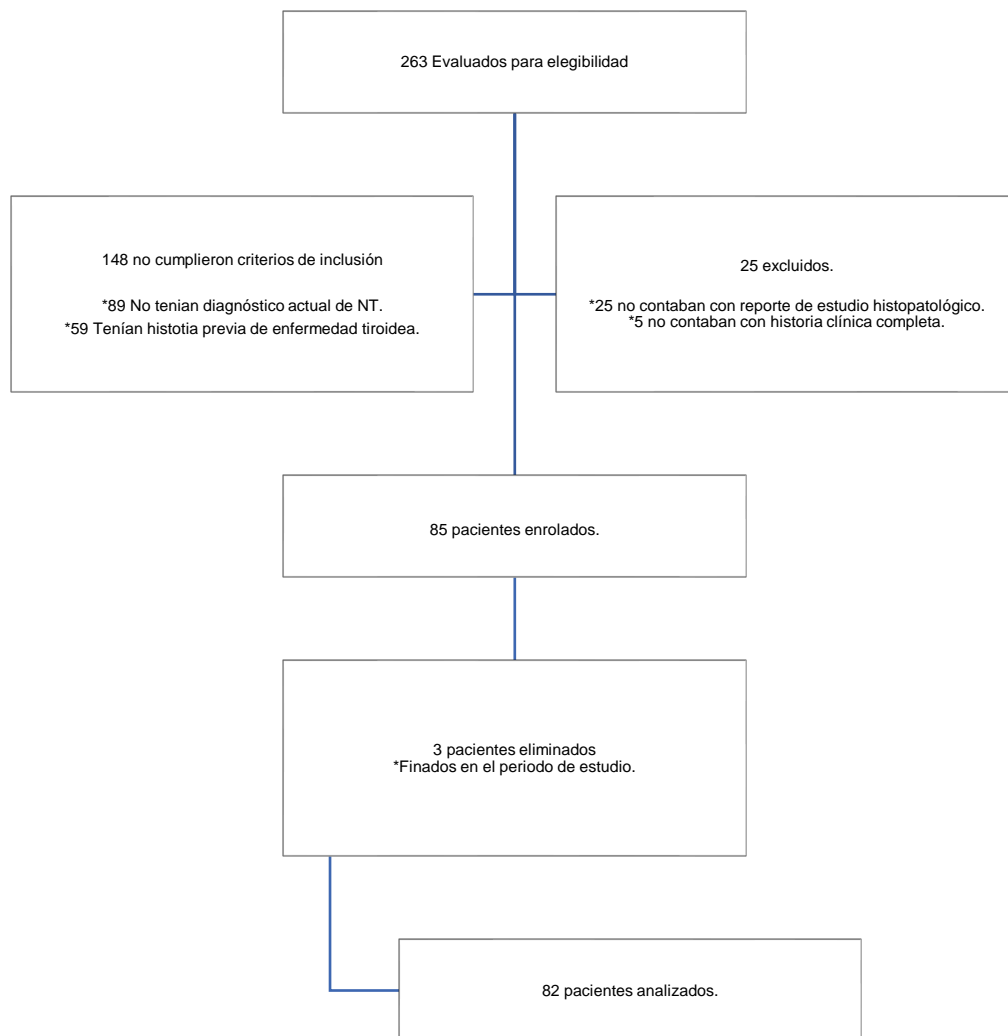 263 Evaluados para elegibilidad
148 no cumplieron criterios de inclusión
*89 No tenian diagnóstico actual de NT.
*59 Tenían histotia previa de enfermedad tiroidea.
25 excluidos.
*25 no contaban con reporte de estudio histopatológico.
*5 no contaban con historia clínica completa.
85 pacientes enrolados.
3 pacientes eliminados
*Finados en el periodo de estudio.
82 pacientes analizados.